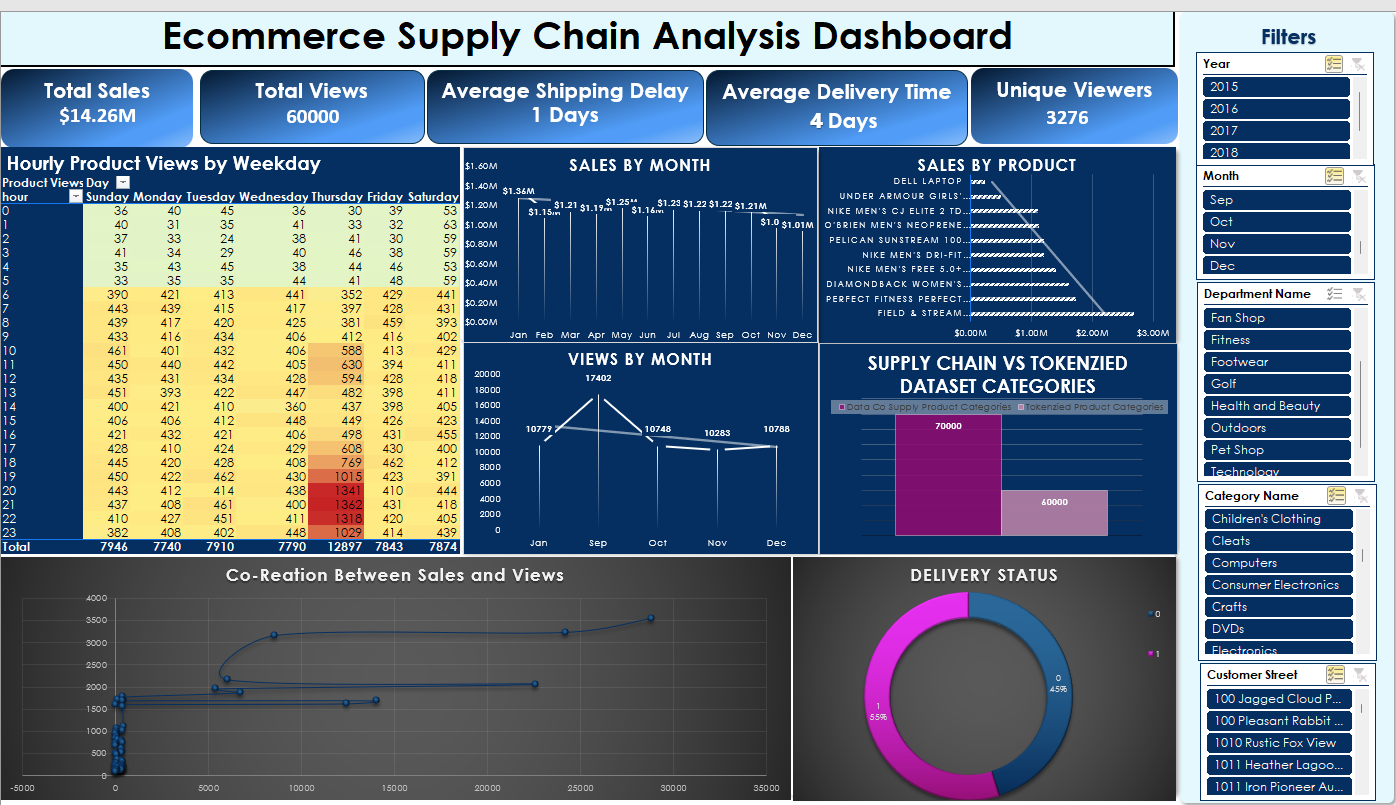 Ecommerce Supply Chain Analysis Dashboard
Total Sales
$14.26M
Total Views
60000
Average Shipping Delay
1 Days
Average Delivery Time
4 Days
Unique Viewers
3276
Hourly Product Views by Weekday
Product Views Day
hour Sunday Monday Tuesday Wednesday Thursday Friday Saturday
0 36 40 45 36 30 39 53
1 40 31 35 41 33 32 63
2 37 33 24 38 41 30 59
3 41 34 29 40 46 38 59
4 35 43 45 38 44 46 53
5 33 35 35 44 41 48 59
6 390 421 413 441 352 429 441
7 443 439 415 417 397 428 431
8 439 417 420 425 381 459 393
9 433 416 434 406 412 416 402
10 461 401 432 406 588 413 429
11 450 440 442 428 630 394 411
12 435 431 434 428 594 428 418
13 451 393 422 447 482 398 411
14 400 421 410 360 437 398 405
15 406 406 412 448 449 426 423
16 421 432 421 406 498 431 455
17 428 410 424 429 608 430 400
18 445 420 428 408 769 462 412
19 450 422 462 430 1015 423 391
20 443 412 414 438 1341 410 444
21 437 408 461 400 1362 431 418
22 410 427 451 411 1318 420 405
23 382 408 402 448 1029 414 439
Total 7946 7740 7910 7790 12897 7843 7874
SALES BY MONTH
$1.60M
$1.40M
$1.20M
$1.00M
$0.80M
$0.60M
$0.40M
$0.20M
$0.00M
$1.36M
$1.21
$1.23
$1.22
$1.22
$1.21M
$1.01M
Jan Feb Mar Apr May Jun Jul Aug Sep Oct Nov Dec
SALES BY PRODUCT
DELL LAPTOP
UNDER ARMOUR GIRLS'...
NIKE MEN'S CJ ELITE 2 TD...
O'BRIEN MEN'S NEOPRENE...
PELICAN SUNSTREAM 100...
NIKE MEN'S DRI-FIT...
NIKE MEN'S FREE 5.0+...
DIAMONDBACK WOMEN'S...
PERFECT FITNESS PERFECT...
FIELD & STREAM...
$0.00M $1.00M $2.00M $3.00M
VIEWS BY MONTH
20000
18000
16000
14000
12000
10000
8000
6000
4000
2000
0
10779
17402
10748
10283
10788
Jan Sep Oct Nov Dec
SUPPLY CHAIN VS TOKENZIED
DATASET CATEGORIES
Data Co Supply Product Categories Tokenzied Product Categories
70000
60000
Co-Reation Between Sales and Views
4000
3500
3000
2500
2000
1500
1000
500
0
-5000 0 5000 10000 15000 20000 25000 30000 35000
DELIVERY STATUS
0
1
0
45%
1
55%
Filters
Year
2015
2016
2017
2018
Month
Sep
Oct
Nov
Dec
Department Name
Fan Shop
Fitness
Footwear
Golf
Health and Beauty
Outdoors
Pet Shop
Technology
Category Name
Children's Clothing
Cleats
Computers
Consumer Electronics
Crafts
DVDs
Electronics
Customer Street
100 Jagged Cloud P...
100 Pleasant Rabbit ...
1010 Rustic Fox View
1011 Heather Lagoo...
1011 Iron Pioneer Au...